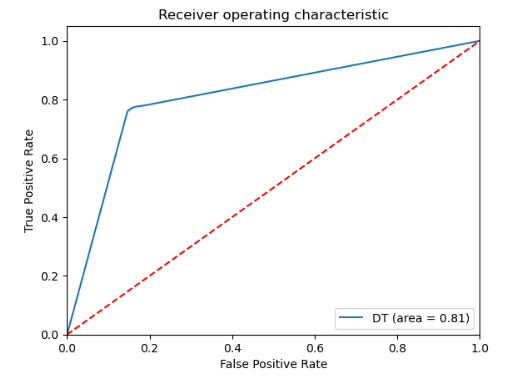 Receiver operating characteristic
1.0
0.8
0.6
0.4
0.2
0.0
True Positive Rate
DT (area = 0.81)
0.0 0.2 0.4 0.6 0.8 1.0
False Positive Rate